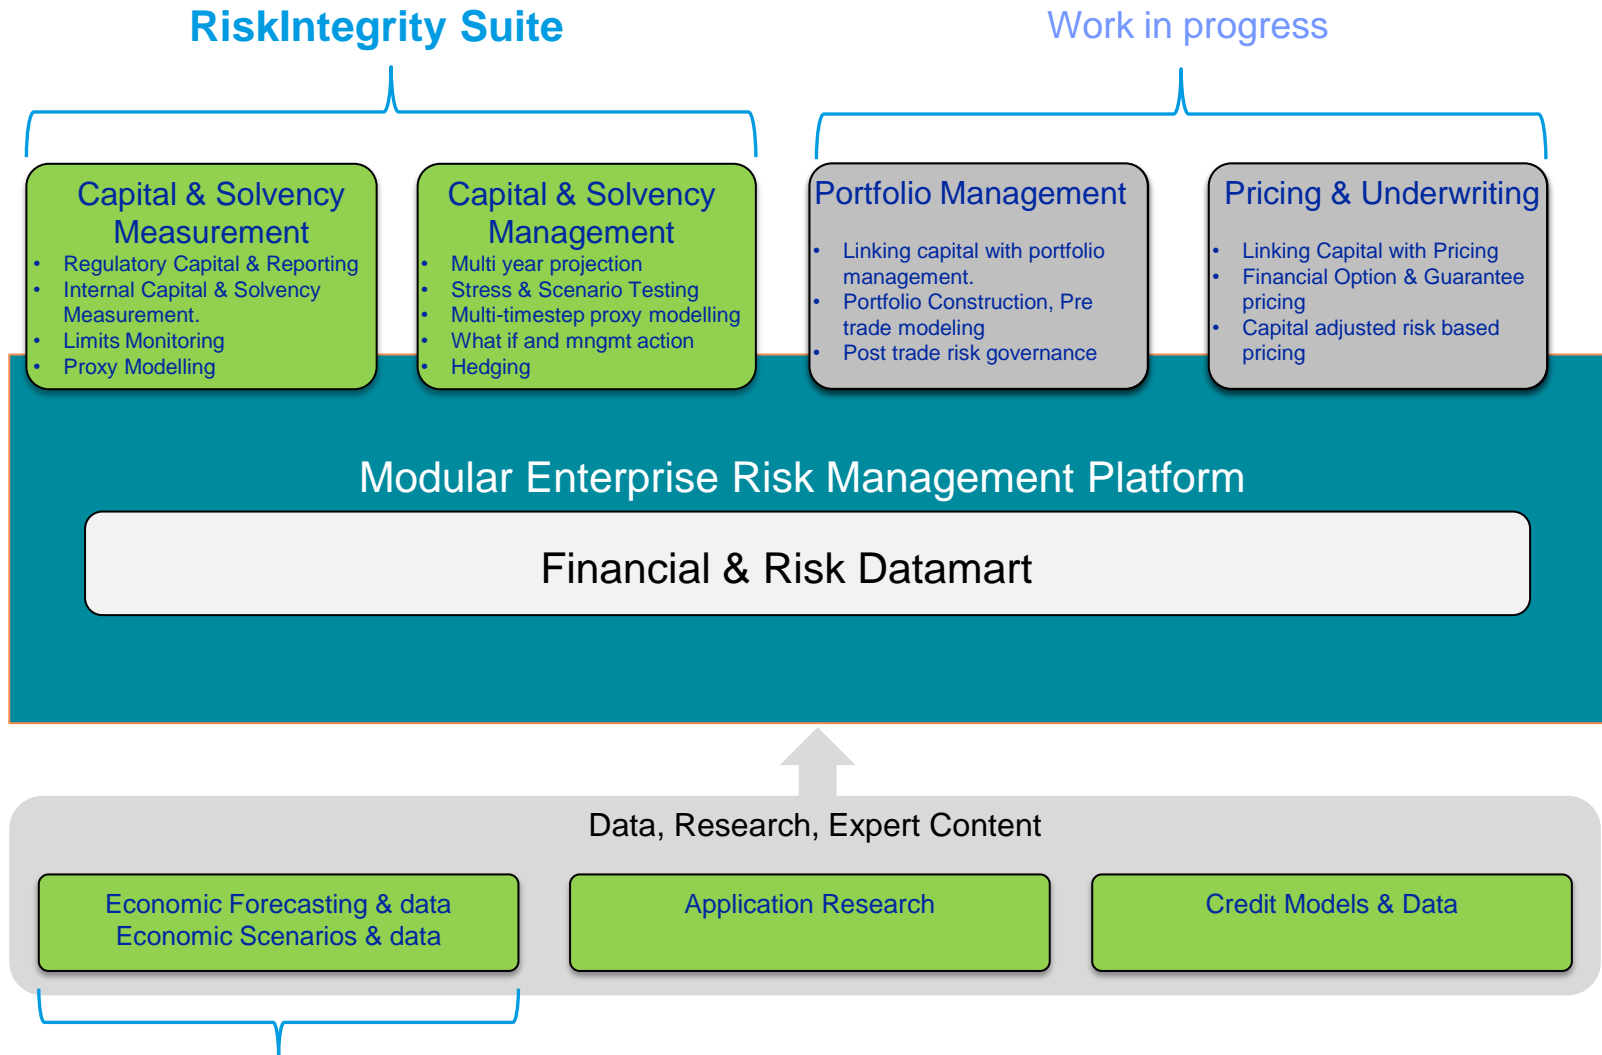 RiskIntegrity Suite
Work in progress
Capital & Solvency
Measurement
• Regulatory Capital & Reporting
• Internal Capital & Solvency
Measurement.
• Limits Monitoring
• Proxy Modelling
Capital & Solvency
Management
• Multi year projection
• Stress & Scenario Testing
• Multi-timestep proxy modelling
• What if and mngmt action
• Hedging
Portfolio Management
• Linking capital with portfolio
management.
• Portfolio Construction, Pre
trade modeling
• Post trade risk governance
Pricing & Underwriting
• Linking Capital with Pricing
• Financial Option & Guarantee
pricing
• Capital adjusted risk based
pricing
Modular Enterprise Risk Management Platform
Financial & Risk Datamart
Data, Research, Expert Content
Economic Forecasting & data
Economic Scenarios & data
Application Research
Credit Models & Data